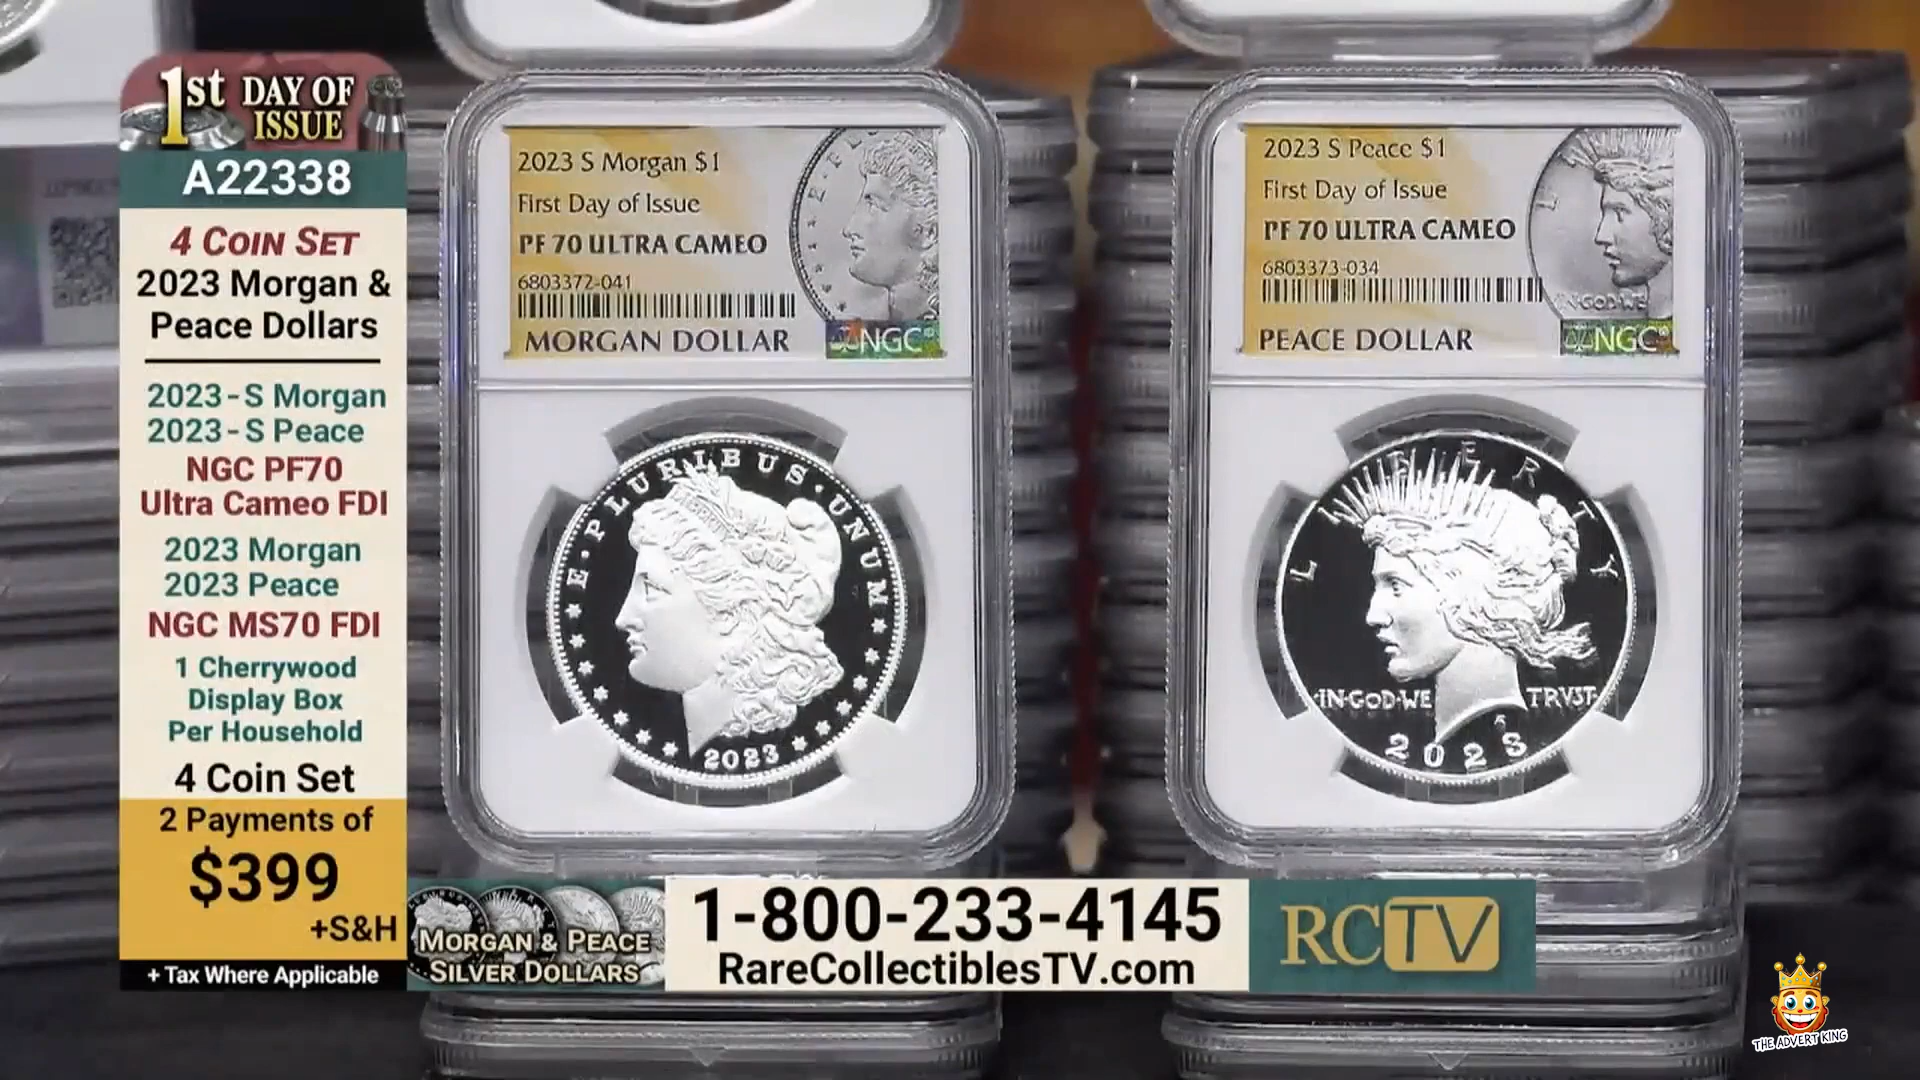 1st DAY OF
ISSUE
A22338
4 COIN SET
2023 Morgan &
Peace Dollars
2023-S Morgan
2023-S Peace
NGC PF70
Ultra Cameo FDI
2023 Morgan
2023 Peace
NGC MS70 FDI
1 Cherrywood
Display Box
Per Household
4 Coin Set
2 Payments of
$399
+S&H
+ Tax Where Applicable
2023 S Morgan $1
First Day of Issue
PF 70 ULTRA CAMEO
6803372-041
MORGAN DOLLAR
NGC
E·PLURIBUS·UNUM
2023
2023 S Peace $1
First Day of Issue
PF 70 ULTRA CAMEO
6803373-034
IN·GOD·WE
PEACE DOLLAR
NGC
LIBERTY
IN·GOD·WE TRVST
2023
MORGAN & PEACE
SILVER DOLLARS
1-800-233-4145
RareCollectiblesTV.com
RCTV
THE ADVERT KING